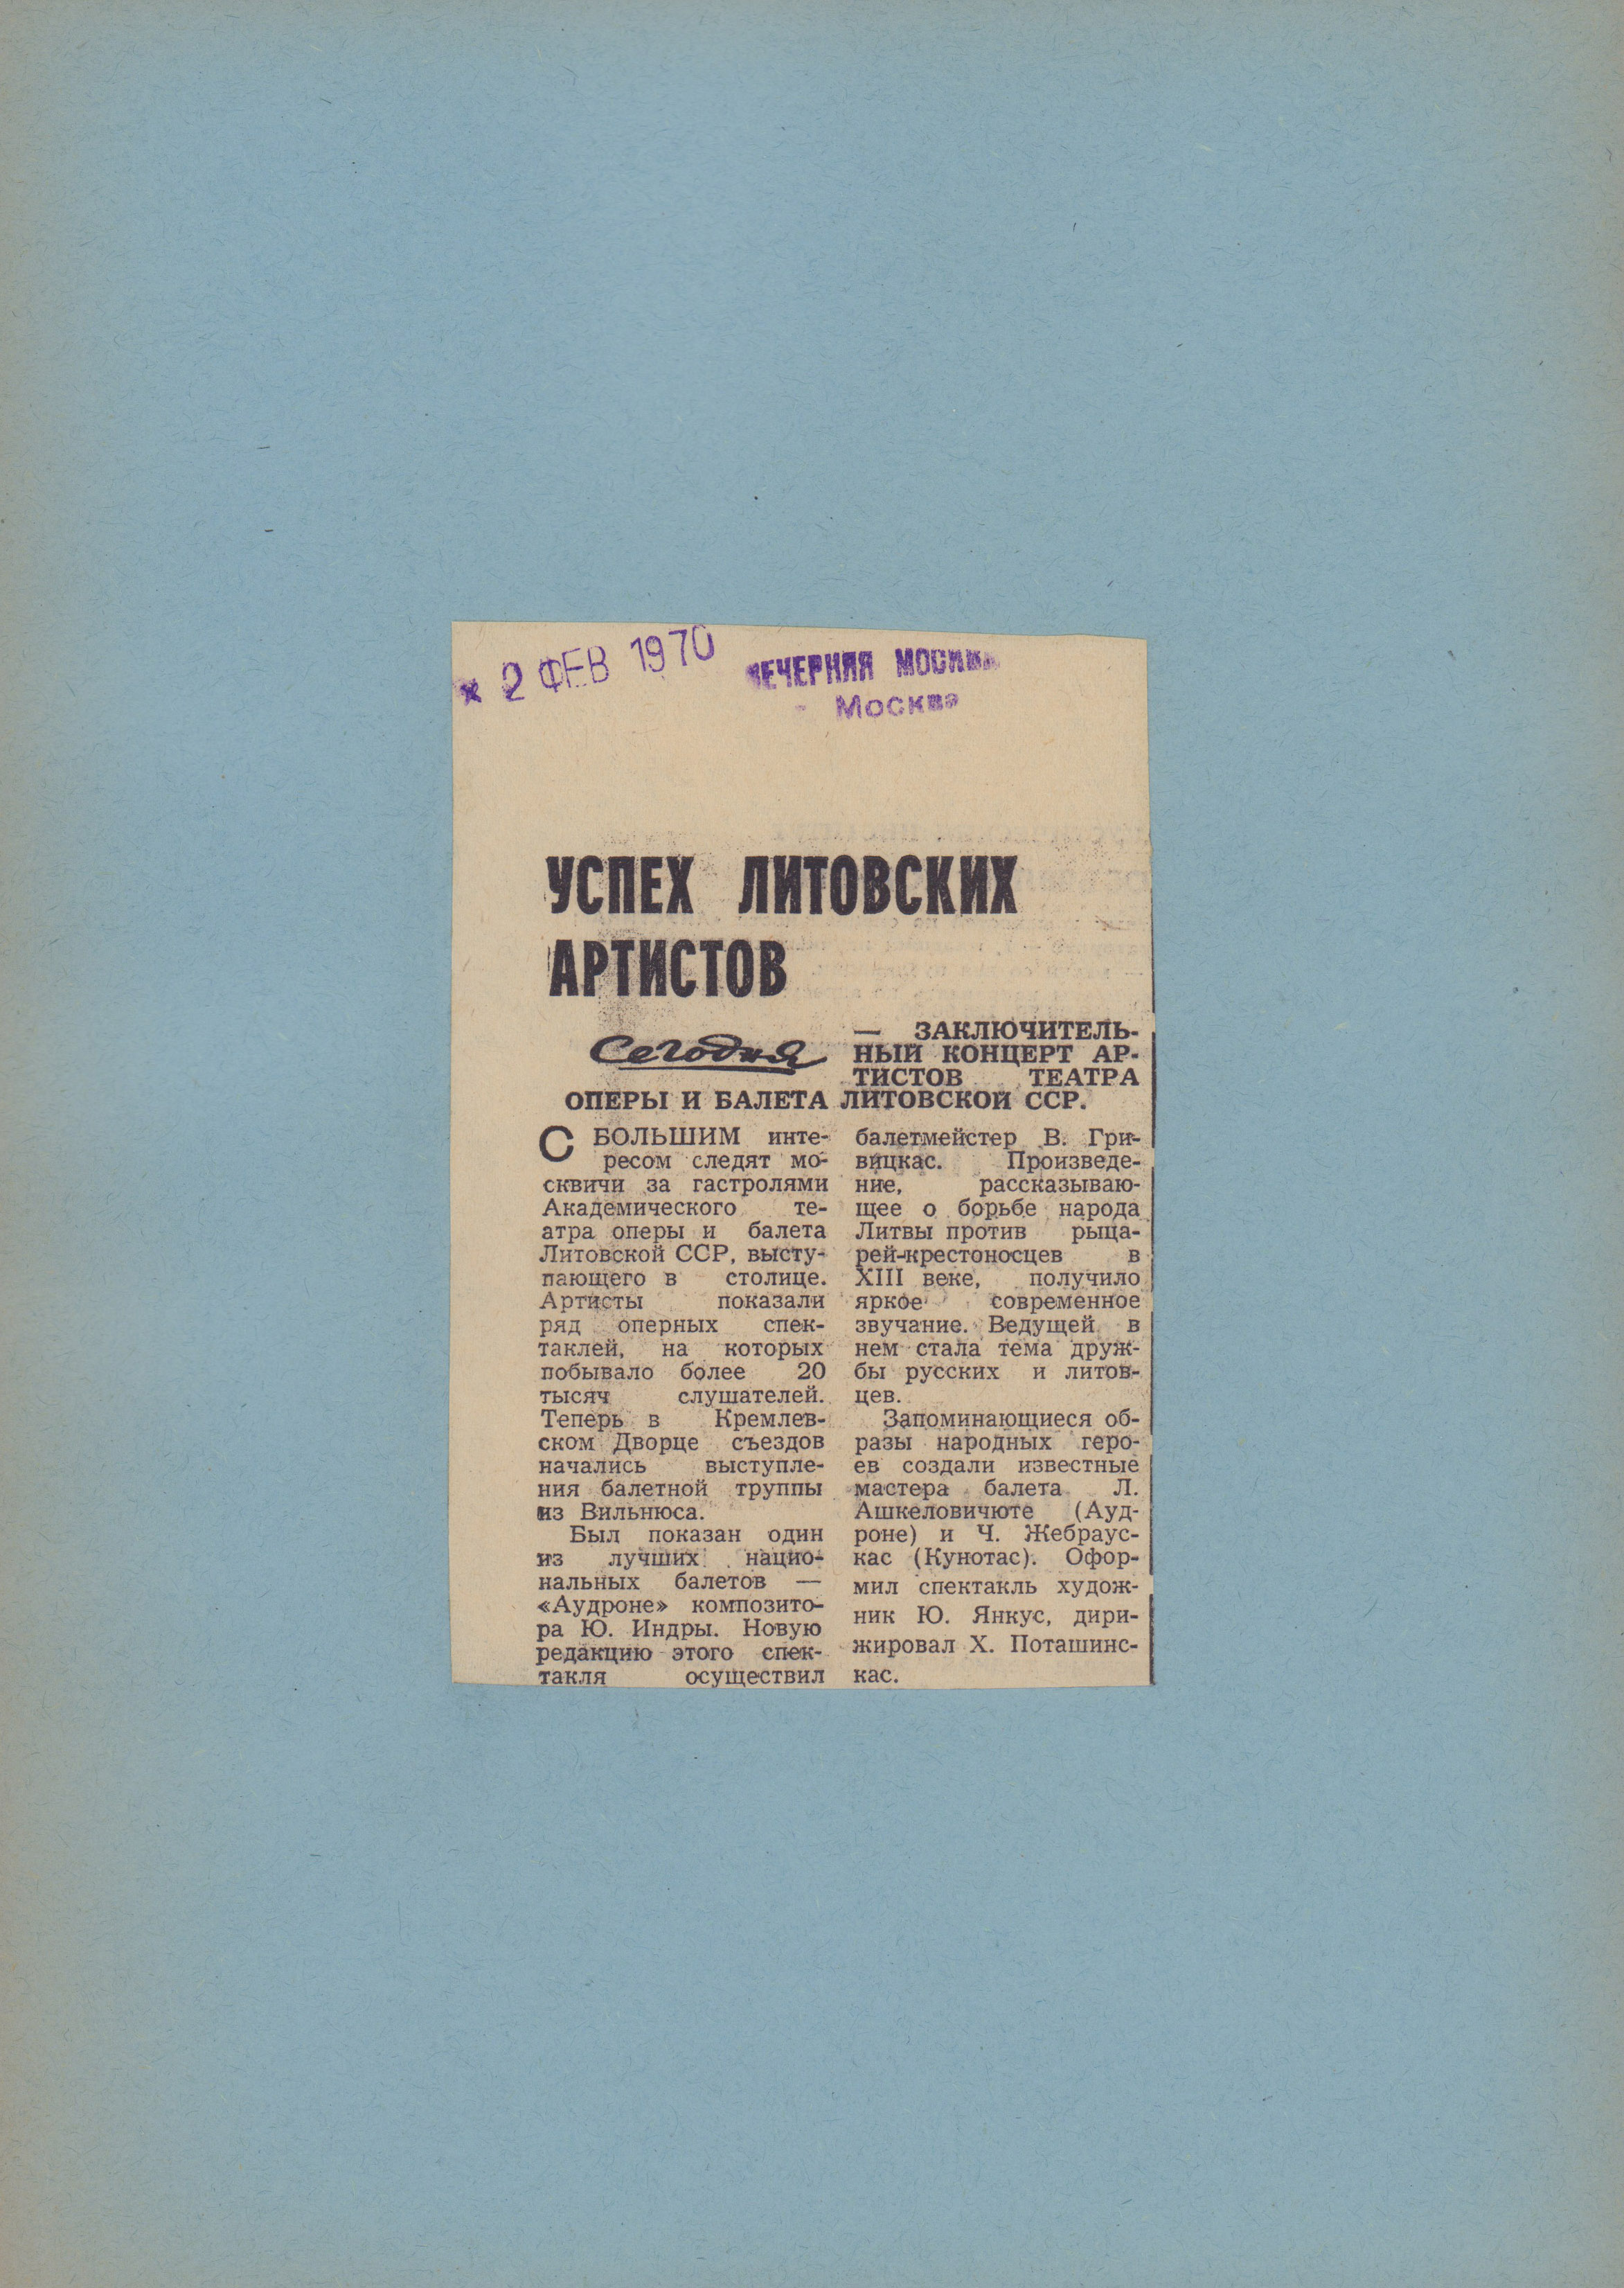 * 2 ФЕВ 1970
ВЕЧЕРНЯЯ МОСКВА
Москва
УСПЕХ ЛИТОВСКИХ
АРТИСТОВ
Сегодня
— ЗАКЛЮЧИТЕЛЬ-
НЫЙ КОНЦЕРТ АР-
ТИСТОВ ТЕАТРА
ОПЕРЫ И БАЛЕТА ЛИТОВСКОЙ ССР.
С БОЛЬШИМ инте-
ресом следят мо-
сквичи за гастролями
Академического те-
атра оперы и балета
Литовской ССР, высту-
пающего в столице.
Артисты показали
ряд оперных спек-
таклей, на которых
побывало более 20
тысяч слушателей.
Теперь в Кремлев-
ском Дворце съездов
начались выступле-
ния балетной труппы
из Вильнюса.
Был показан один
из лучших нацио-
нальных балетов —
«Аудроне» композито-
ра Ю. Индры. Новую
редакцию этого спек-
такля осуществил
балетмейстер В. Гри-
вицкас. Произведе-
ние, рассказываю-
щее о борьбе народа
Литвы против рыца-
рей-крестоносцев в
XIII веке, получило
яркое современное
звучание. Ведущей в
нем стала тема друж-
бы русских и литов-
цев.
Запоминающиеся об-
разы народных геро-
ев создали известные
мастера балета Л.
Ашкеловичюте (Ауд-
роне) и Ч. Жебраус-
кас (Кунотас). Офор-
мил спектакль худож-
ник Ю. Янкус, дири-
жировал Х. Поташинс-
кас.